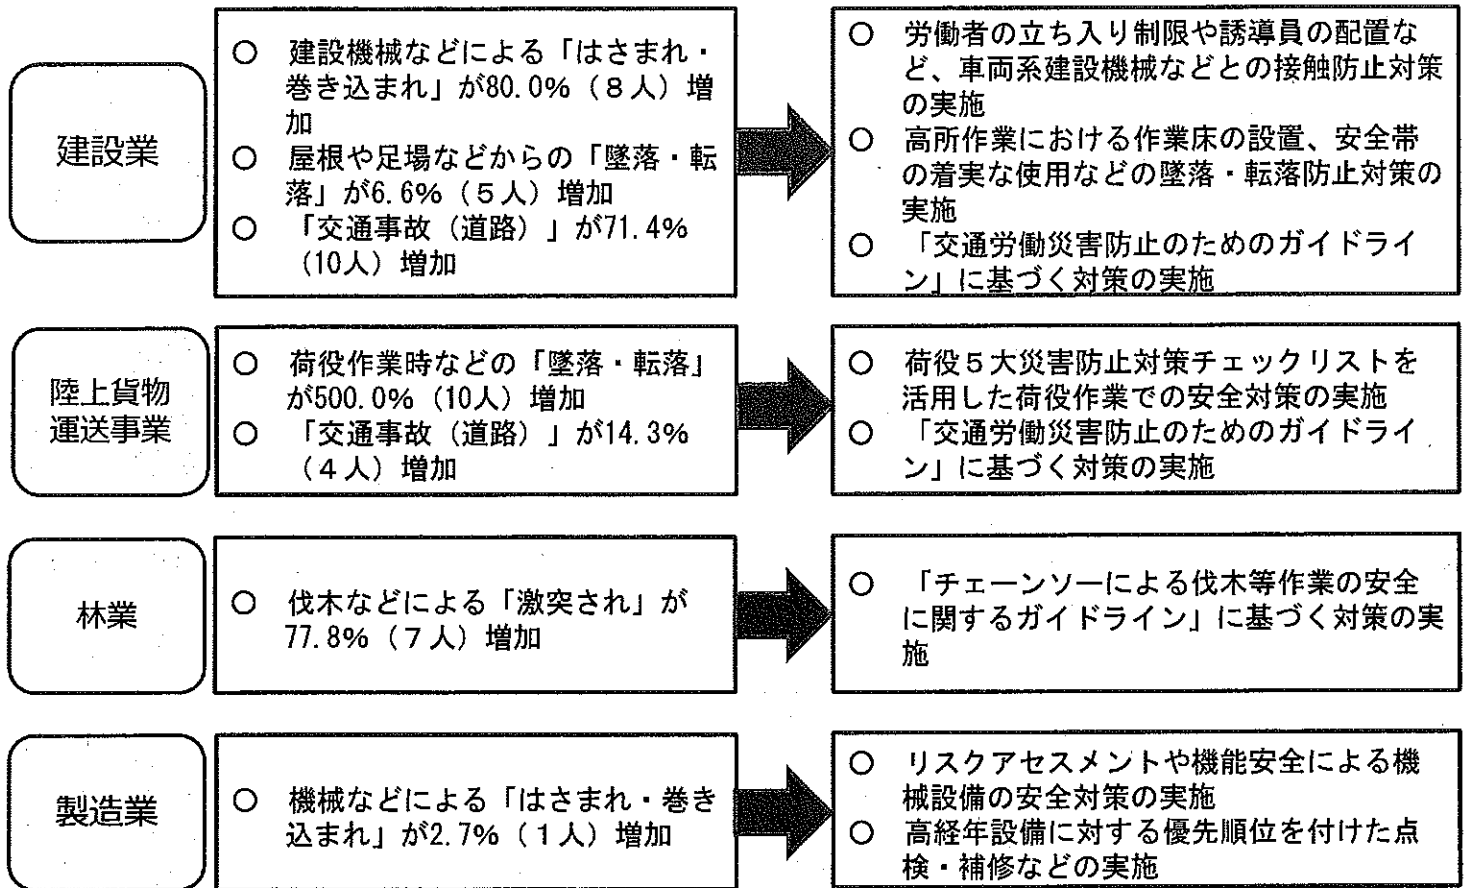 建設業
○ 建設機械などによる「はさまれ・
巻き込まれ」が80.0%（８人）増
加
○ 屋根や足場などからの「墜落・転
落」が6.6%（５人）増加
○ 「交通事故（道路）」が71.4%
（10人）増加
○ 労働者の立ち入り制限や誘導員の配置な
ど、車両系建設機械などとの接触防止対策
の実施
○ 高所作業における作業床の設置、安全帯
の着実な使用などの墜落・転落防止対策の
実施
○ 「交通労働災害防止のためのガイドライ
ン」に基づく対策の実施
陸上貨物
運送事業
○ 荷役作業時などの「墜落・転落」
が500.0%（10人）増加
○ 「交通事故（道路）」が14.3%
（４人）増加
○ 荷役５大災害防止対策チェックリストを
活用した荷役作業での安全対策の実施
○ 「交通労働災害防止のためのガイドライ
ン」に基づく対策の実施
林業
○ 伐木などによる「激突され」が
77.8%（７人）増加
○ 「チェーンソーによる伐木等作業の安全
に関するガイドライン」に基づく対策の実
施
製造業
○ 機械などによる「はさまれ・巻き
込まれ」が2.7%（１人）増加
○ リスクアセスメントや機能安全による機
械設備の安全対策の実施
○ 高経年設備に対する優先順位を付けた点
検・補修などの実施